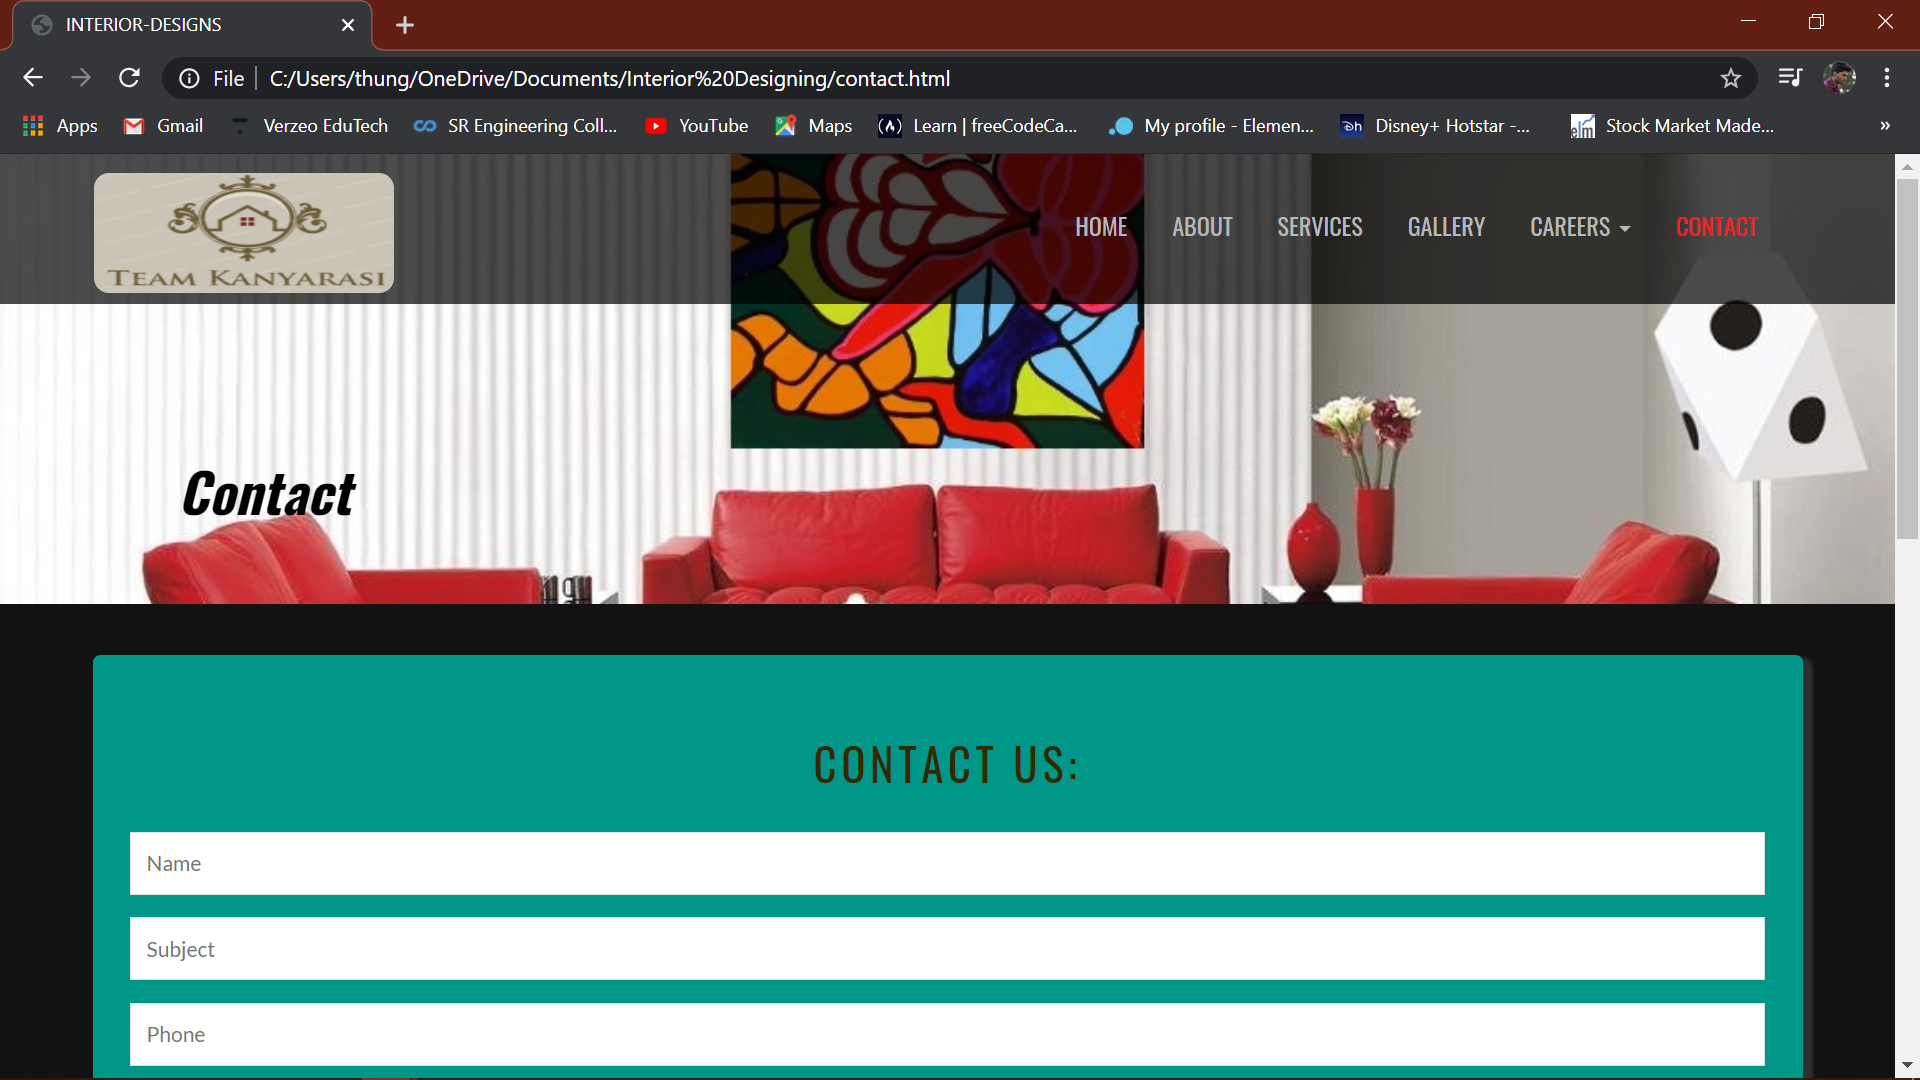 INTERIOR-DESIGNS
File C:/Users/thung/OneDrive/Documents/Interior%20Designing/contact.html
Apps Gmail Verzeo EduTech SR Engineering Coll... YouTube Maps Learn | freeCodeCa... My profile - Elemen... Disney+ Hotstar -... elm Stock Market Made... »
TEAM KANYARASI
HOME ABOUT SERVICES GALLERY CAREERS CONTACT
Contact
CONTACT US:
Name
Subject
Phone